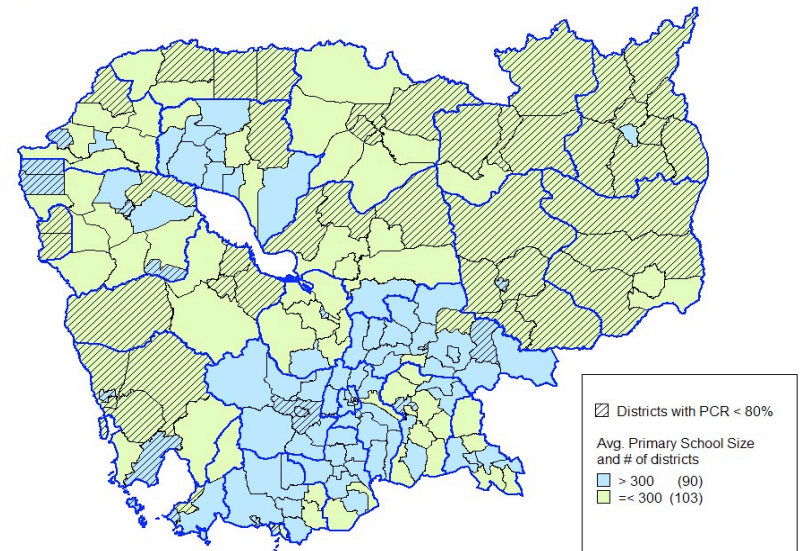 Districts with PCR < 80%
Avg. Primary School Size
and # of districts
> 300 (90)
=< 300 (103)